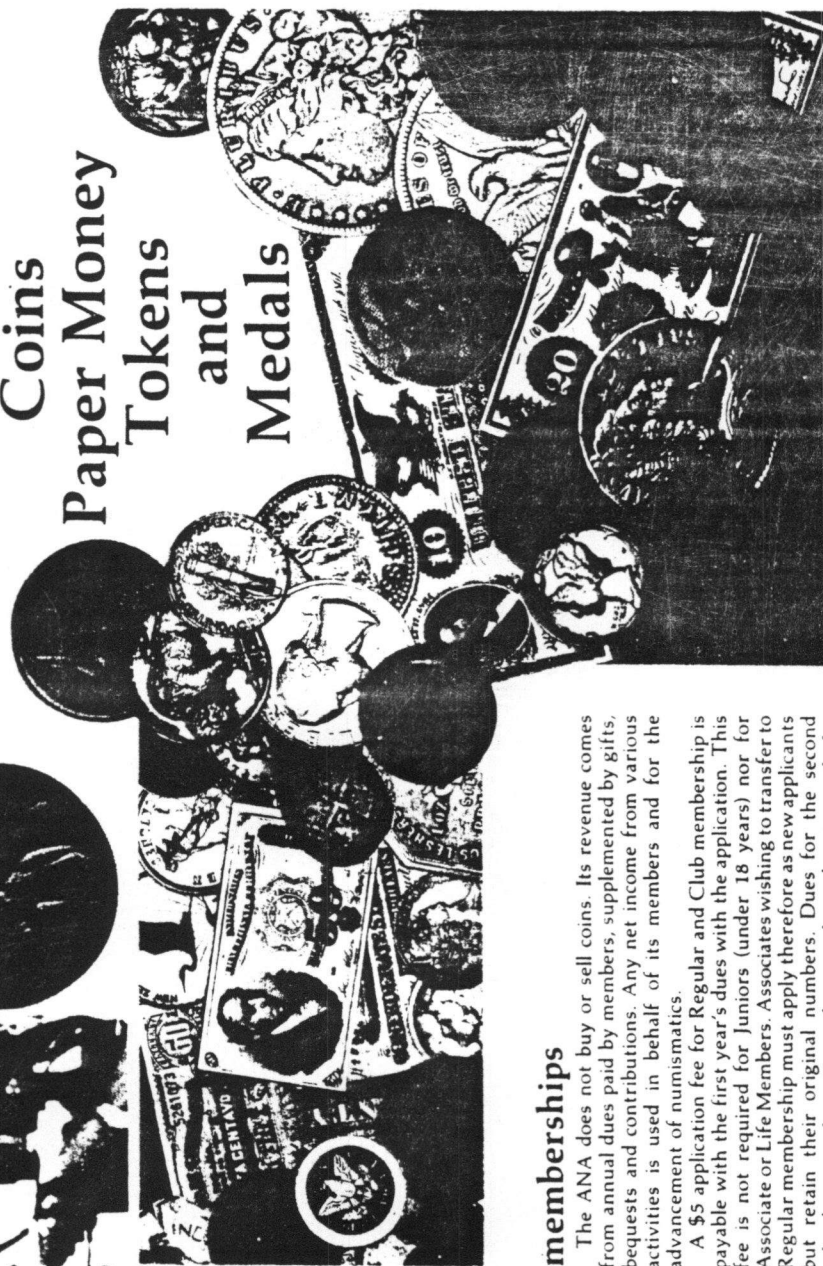 Coins
Paper Money
Tokens
and
Medals
E PLURIBUS
10
20
50
CENTAVO
memberships
The ANA does not buy or sell coins. Its revenue comes
from annual dues paid by members, supplemented by gifts,
bequests and contributions. Any net income from various
activities is used in behalf of its members and for the
advancement of numismatics.
A $5 application fee for Regular and Club membership is
payable with the first year's dues with the application. This
fee is not required for Juniors (under 18 years) nor for
Associate or Life Members. Associates wishing to transfer to
Regular membership must apply therefore as new applicants
but retain their original numbers. Dues for the second